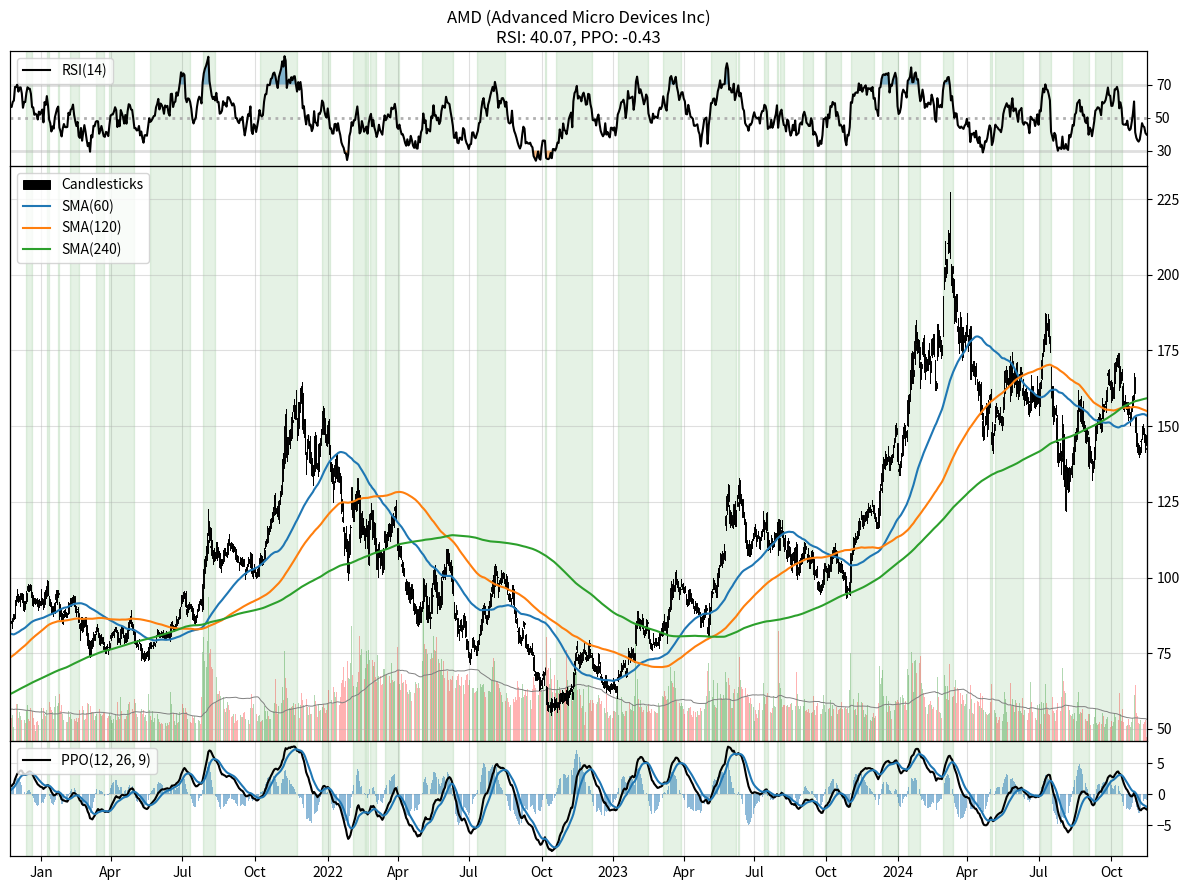 AMD (Advanced Micro Devices Inc)
RSI: 40.07, PPO: -0.43
RSI(14)
70
50
30
Candlesticks
SMA(60)
SMA(120)
SMA(240)
225
200
175
150
125
100
75
50
PPO(12, 26, 9)
5
0
−5
Jan Apr Jul Oct 2022 Apr Jul Oct 2023 Apr Jul Oct 2024 Apr Jul Oct